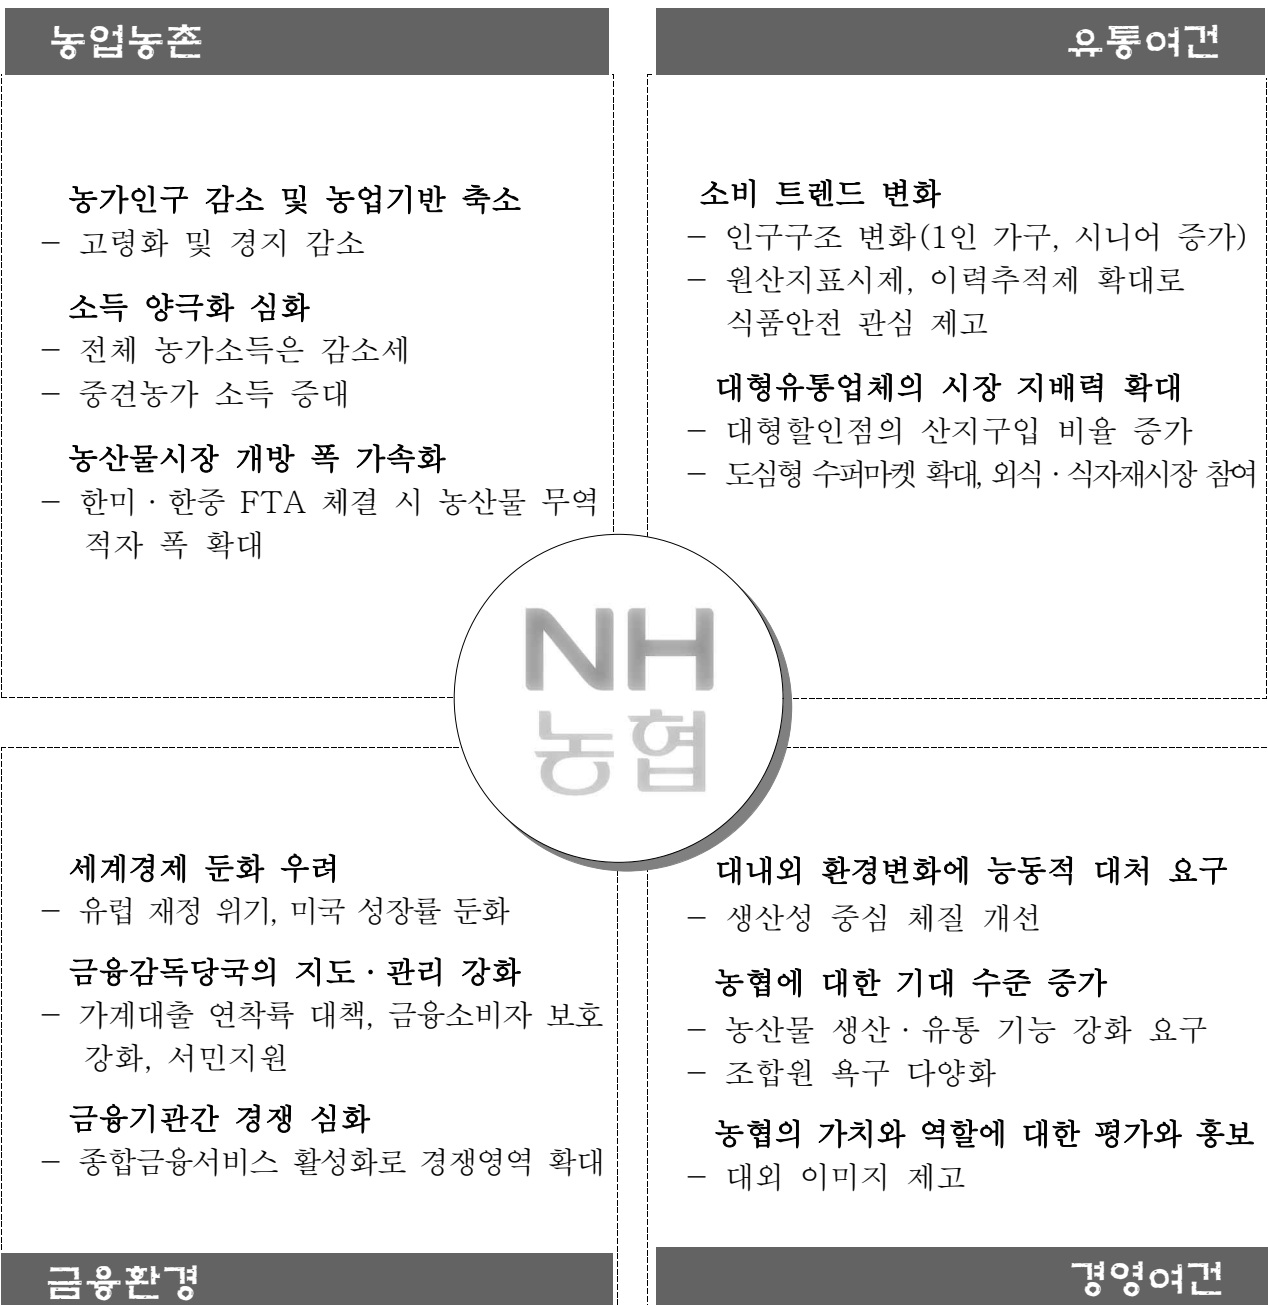 농업농촌
농가인구 감소 및 농업기반 축소
- 고령화 및 경지 감소
소득 양극화 심화
- 전체 농가소득은 감소세
- 중견농가 소득 증대
농산물시장 개방 폭 가속화
- 한미·한중 FTA 체결 시 농산물 무역
적자 폭 확대
유통여건
소비 트렌드 변화
- 인구구조 변화(1인 가구, 시니어 증가)
- 원산지표시제, 이력추적제 확대로
식품안전 관심 제고
대형유통업체의 시장 지배력 확대
- 대형할인점의 산지구입 비율 증가
- 도심형 수퍼마켓 확대, 외식·식자재시장 참여
NH
농협
세계경제 둔화 우려
- 유럽 재정 위기, 미국 성장률 둔화
금융감독당국의 지도·관리 강화
- 가계대출 연착륙 대책, 금융소비자 보호
강화, 서민지원
금융기관간 경쟁 심화
- 종합금융서비스 활성화로 경쟁영역 확대
금융환경
대내외 환경변화에 능동적 대처 요구
- 생산성 중심 체질 개선
농협에 대한 기대 수준 증가
- 농산물 생산·유통 기능 강화 요구
- 조합원 욕구 다양화
농협의 가치와 역할에 대한 평가와 홍보
- 대외 이미지 제고
경영여건